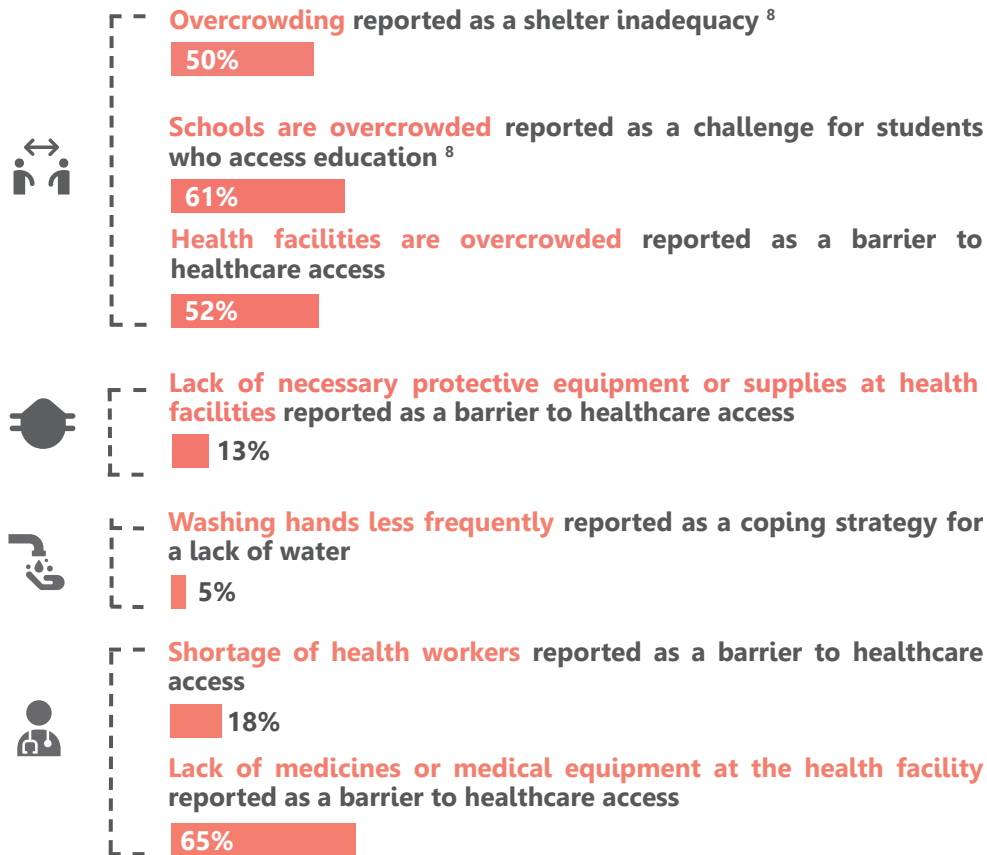 Overcrowding reported as a shelter inadequacy ⁸
50%
Schools are overcrowded reported as a challenge for students
who access education ⁸
61%
Health facilities are overcrowded reported as a barrier to
healthcare access
52%
Lack of necessary protective equipment or supplies at health
facilities reported as a barrier to healthcare access
13%
Washing hands less frequently reported as a coping strategy for
a lack of water
5%
Shortage of health workers reported as a barrier to healthcare
access
18%
Lack of medicines or medical equipment at the health facility
reported as a barrier to healthcare access
65%